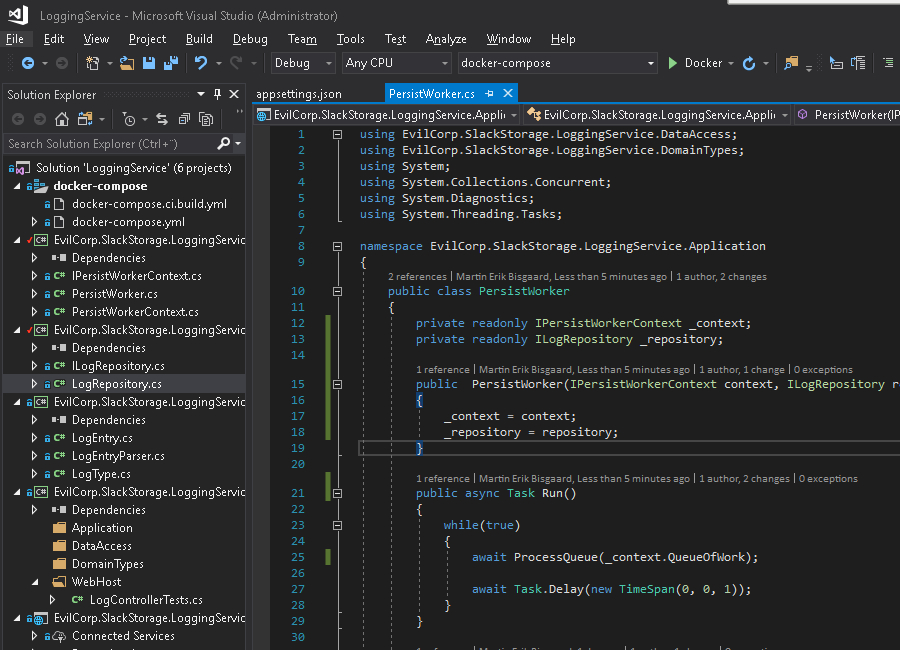 LoggingService - Microsoft Visual Studio (Administrator)
File Edit View Project Build Debug Team Tools Test Analyze Window Help
Debug Any CPU docker-compose Docker
Solution Explorer
Search Solution Explorer (Ctrl+¨)
Solution 'LoggingService' (6 projects)
docker-compose
docker-compose.ci.build.yml
docker-compose.yml
C# EvilCorp.SlackStorage.LoggingServic
Dependencies
C# IPersistWorkerContext.cs
C# PersistWorker.cs
C# PersistWorkerContext.cs
C# EvilCorp.SlackStorage.LoggingServic
Dependencies
C# ILogRepository.cs
C# LogRepository.cs
C# EvilCorp.SlackStorage.LoggingServic
Dependencies
C# LogEntry.cs
C# LogEntryParser.cs
C# LogType.cs
C# EvilCorp.SlackStorage.LoggingServic
Dependencies
Application
DataAccess
DomainTypes
WebHost
C# LogControllerTests.cs
EvilCorp.SlackStorage.LoggingServic
Connected Services
appsettings.json PersistWorker.cs
EvilCorp.SlackStorage.LoggingService.Appli EvilCorp.SlackStorage.LoggingService.Appli PersistWorker(IP
1 using EvilCorp.SlackStorage.LoggingService.DataAccess;
2 using EvilCorp.SlackStorage.LoggingService.DomainTypes;
3 using System;
4 using System.Collections.Concurrent;
5 using System.Diagnostics;
6 using System.Threading.Tasks;
7
8 namespace EvilCorp.SlackStorage.LoggingService.Application
9 {
2 references | Martin Erik Bisgaard, Less than 5 minutes ago | 1 author, 2 changes
10 public class PersistWorker
11 {
12 private readonly IPersistWorkerContext _context;
13 private readonly ILogRepository _repository;
14
1 reference | Martin Erik Bisgaard, Less than 5 minutes ago | 1 author, 1 change | 0 exceptions
15 public PersistWorker(IPersistWorkerContext context, ILogRepository re
16 {
17 _context = context;
18 _repository = repository;
19 }
20
1 reference | Martin Erik Bisgaard, Less than 5 minutes ago | 1 author, 2 changes | 0 exceptions
21 public async Task Run()
22 {
23 while(true)
24 {
25 await ProcessQueue(_context.QueueOfWork);
26
27 await Task.Delay(new TimeSpan(0, 0, 1));
28 }
29 }
30